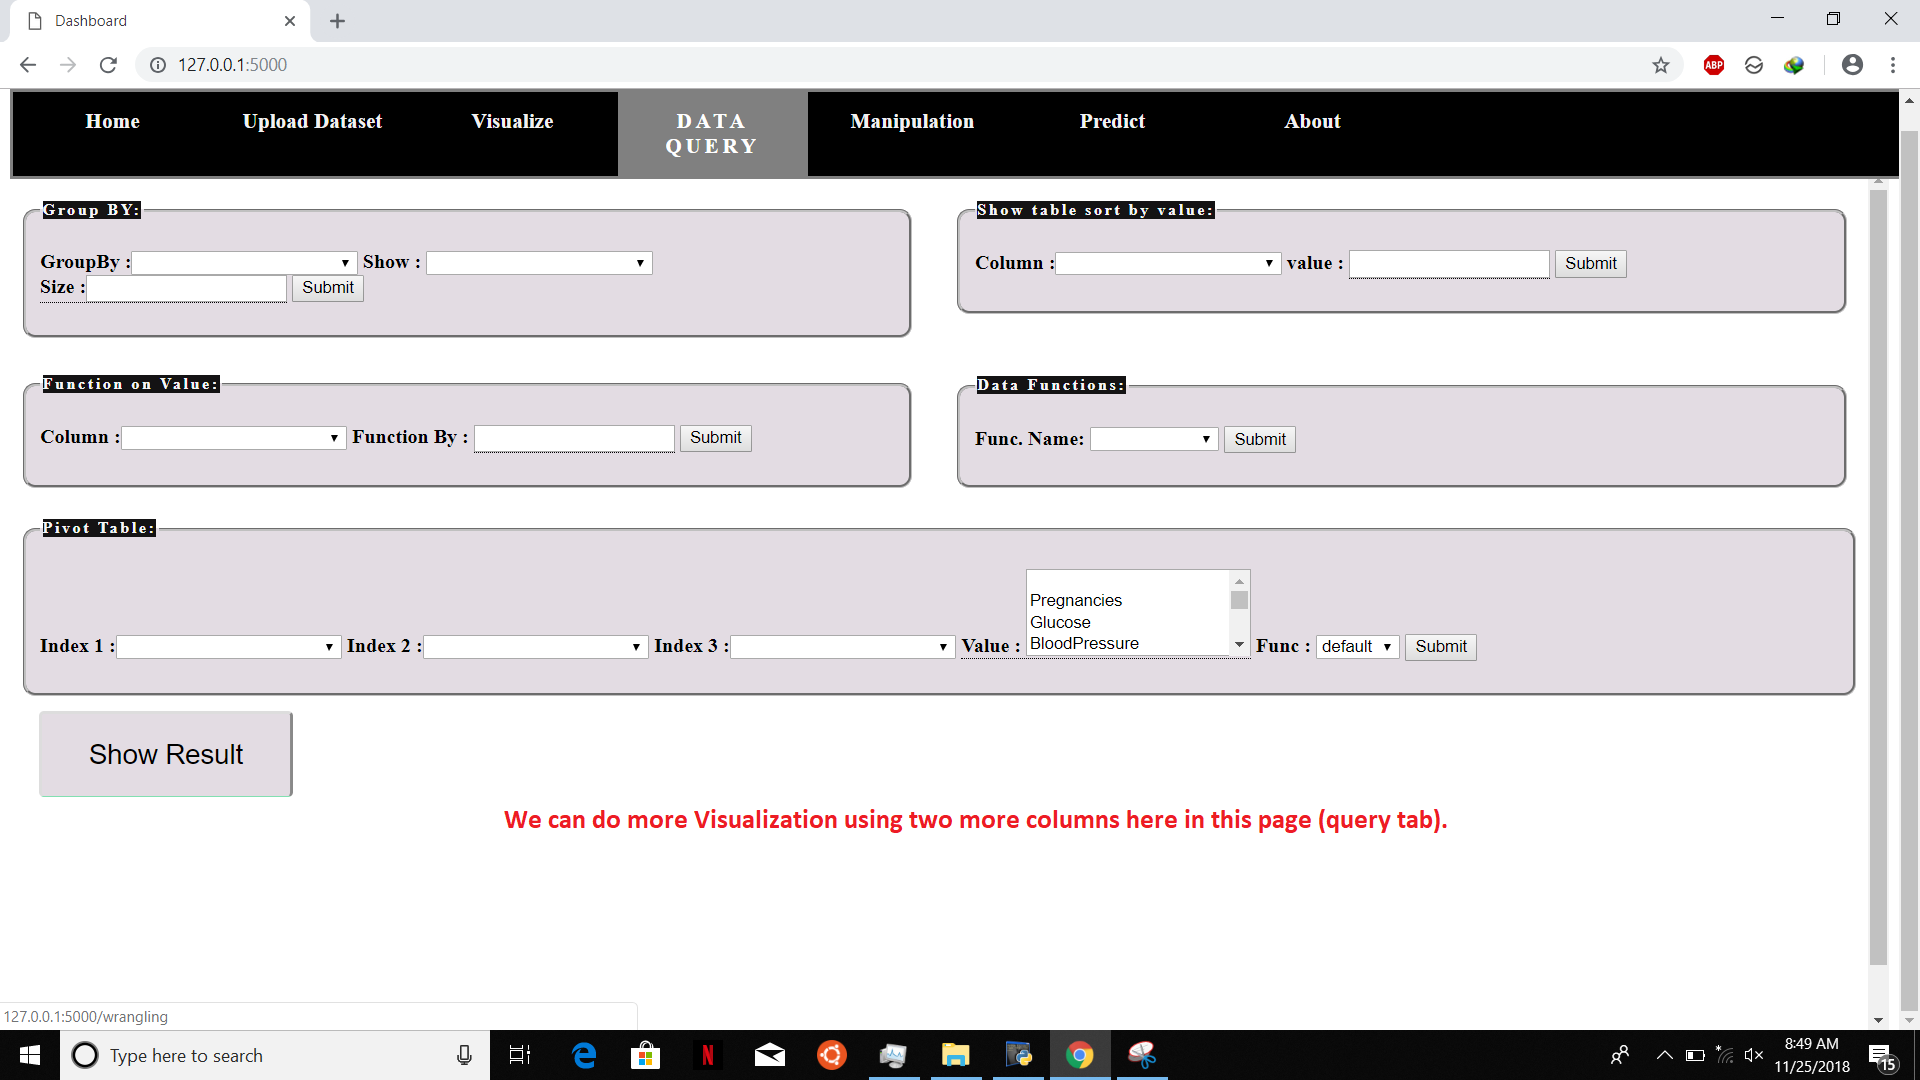 Dashboard
127.0.0.1:5000
ABP
Home Upload Dataset Visualize DATA QUERY Manipulation Predict About
Group BY:
GroupBy : Show :
Size : Submit
Show table sort by value:
Column : value : Submit
Function on Value:
Column : Function By : Submit
Data Functions:
Func. Name: Submit
Pivot Table:
Pregnancies
Glucose
BloodPressure
Index 1 : Index 2 : Index 3 : Value : Func : default Submit
Show Result
We can do more Visualization using two more columns here in this page (query tab).
127.0.0.1:5000/wrangling
Type here to search
N
8:49 AM
11/25/2018
15